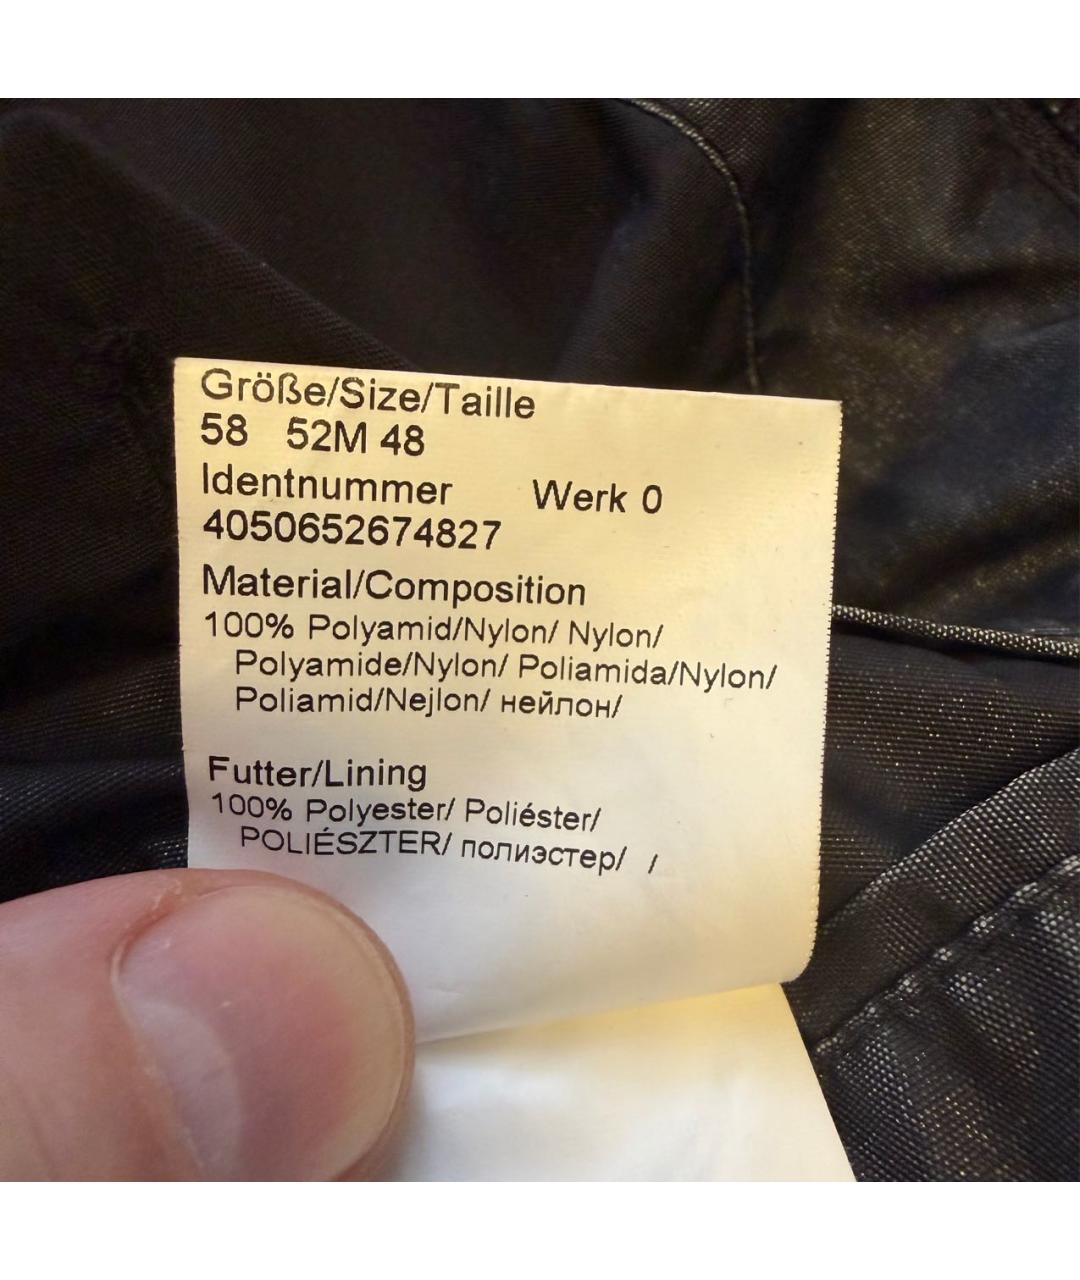 Größe/Size/Taille
58 52M 48
Identnummer Werk 0
4050652674827
Material/Composition
100% Polyamid/Nylon/ Nylon/
Polyamide/Nylon/ Poliamida/Nylon/
Poliamid/Nejlon/ нейлон/
Futter/Lining
100% Polyester/ Poliéster/
POLIÉSZTER/ полиэстер/ /